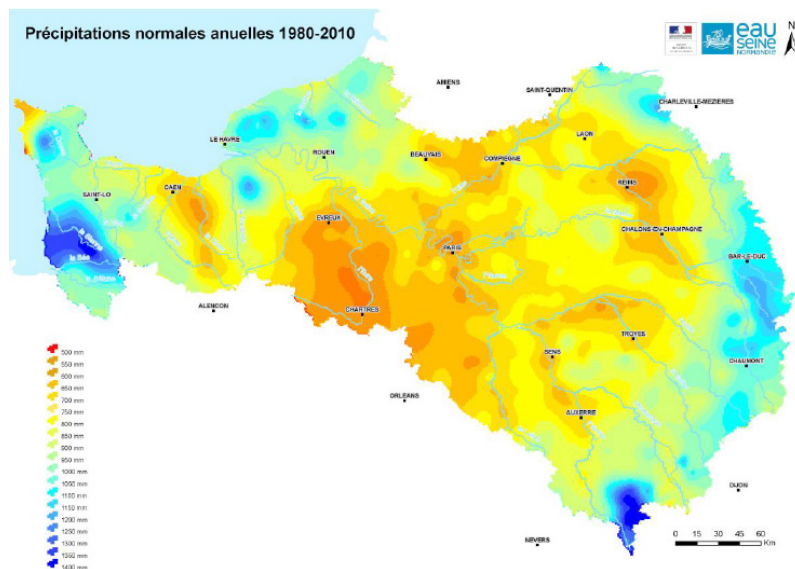 Précipitations normales anuelles 1980-2010
eau
SEINE
NORMANDIE
N
AMIENS
SAINT-QUENTIN
CHARLEVILLE-MEZIERES
LAON
LE HAVRE
ROUEN
BEAUVAIS
COMPIEGNE
REIMS
SAINT-LO
CAEN
EVREUX
CHALONS-EN-CHAMPAGNE
PARIS
BAR-LE-DUC
ALENCON
CHARTRES
TROYES
SENS
CHAUMONT
ORLEANS
AUXERRE
DIJON
NEVERS
500 mm
550 mm
600 mm
650 mm
700 mm
750 mm
800 mm
850 mm
900 mm
950 mm
1000 mm
1050 mm
1100 mm
1150 mm
1200 mm
1250 mm
1300 mm
1350 mm
1400 mm
0 15 30 45 60
Km